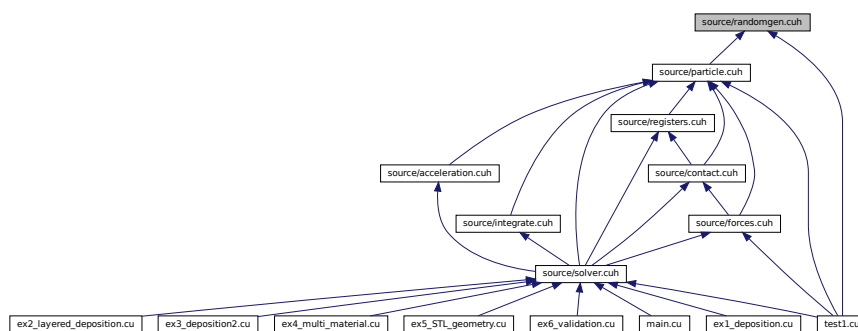 source/randomgen.cuh
source/particle.cuh
source/registers.cuh
source/acceleration.cuh
source/contact.cuh
source/integrate.cuh
source/forces.cuh
source/solver.cuh
ex2_layered_deposition.cu
ex3_deposition2.cu
ex4_multi_material.cu
ex5_STL_geometry.cu
ex6_validation.cu
main.cu
ex1_deposition.cu
test1.cu